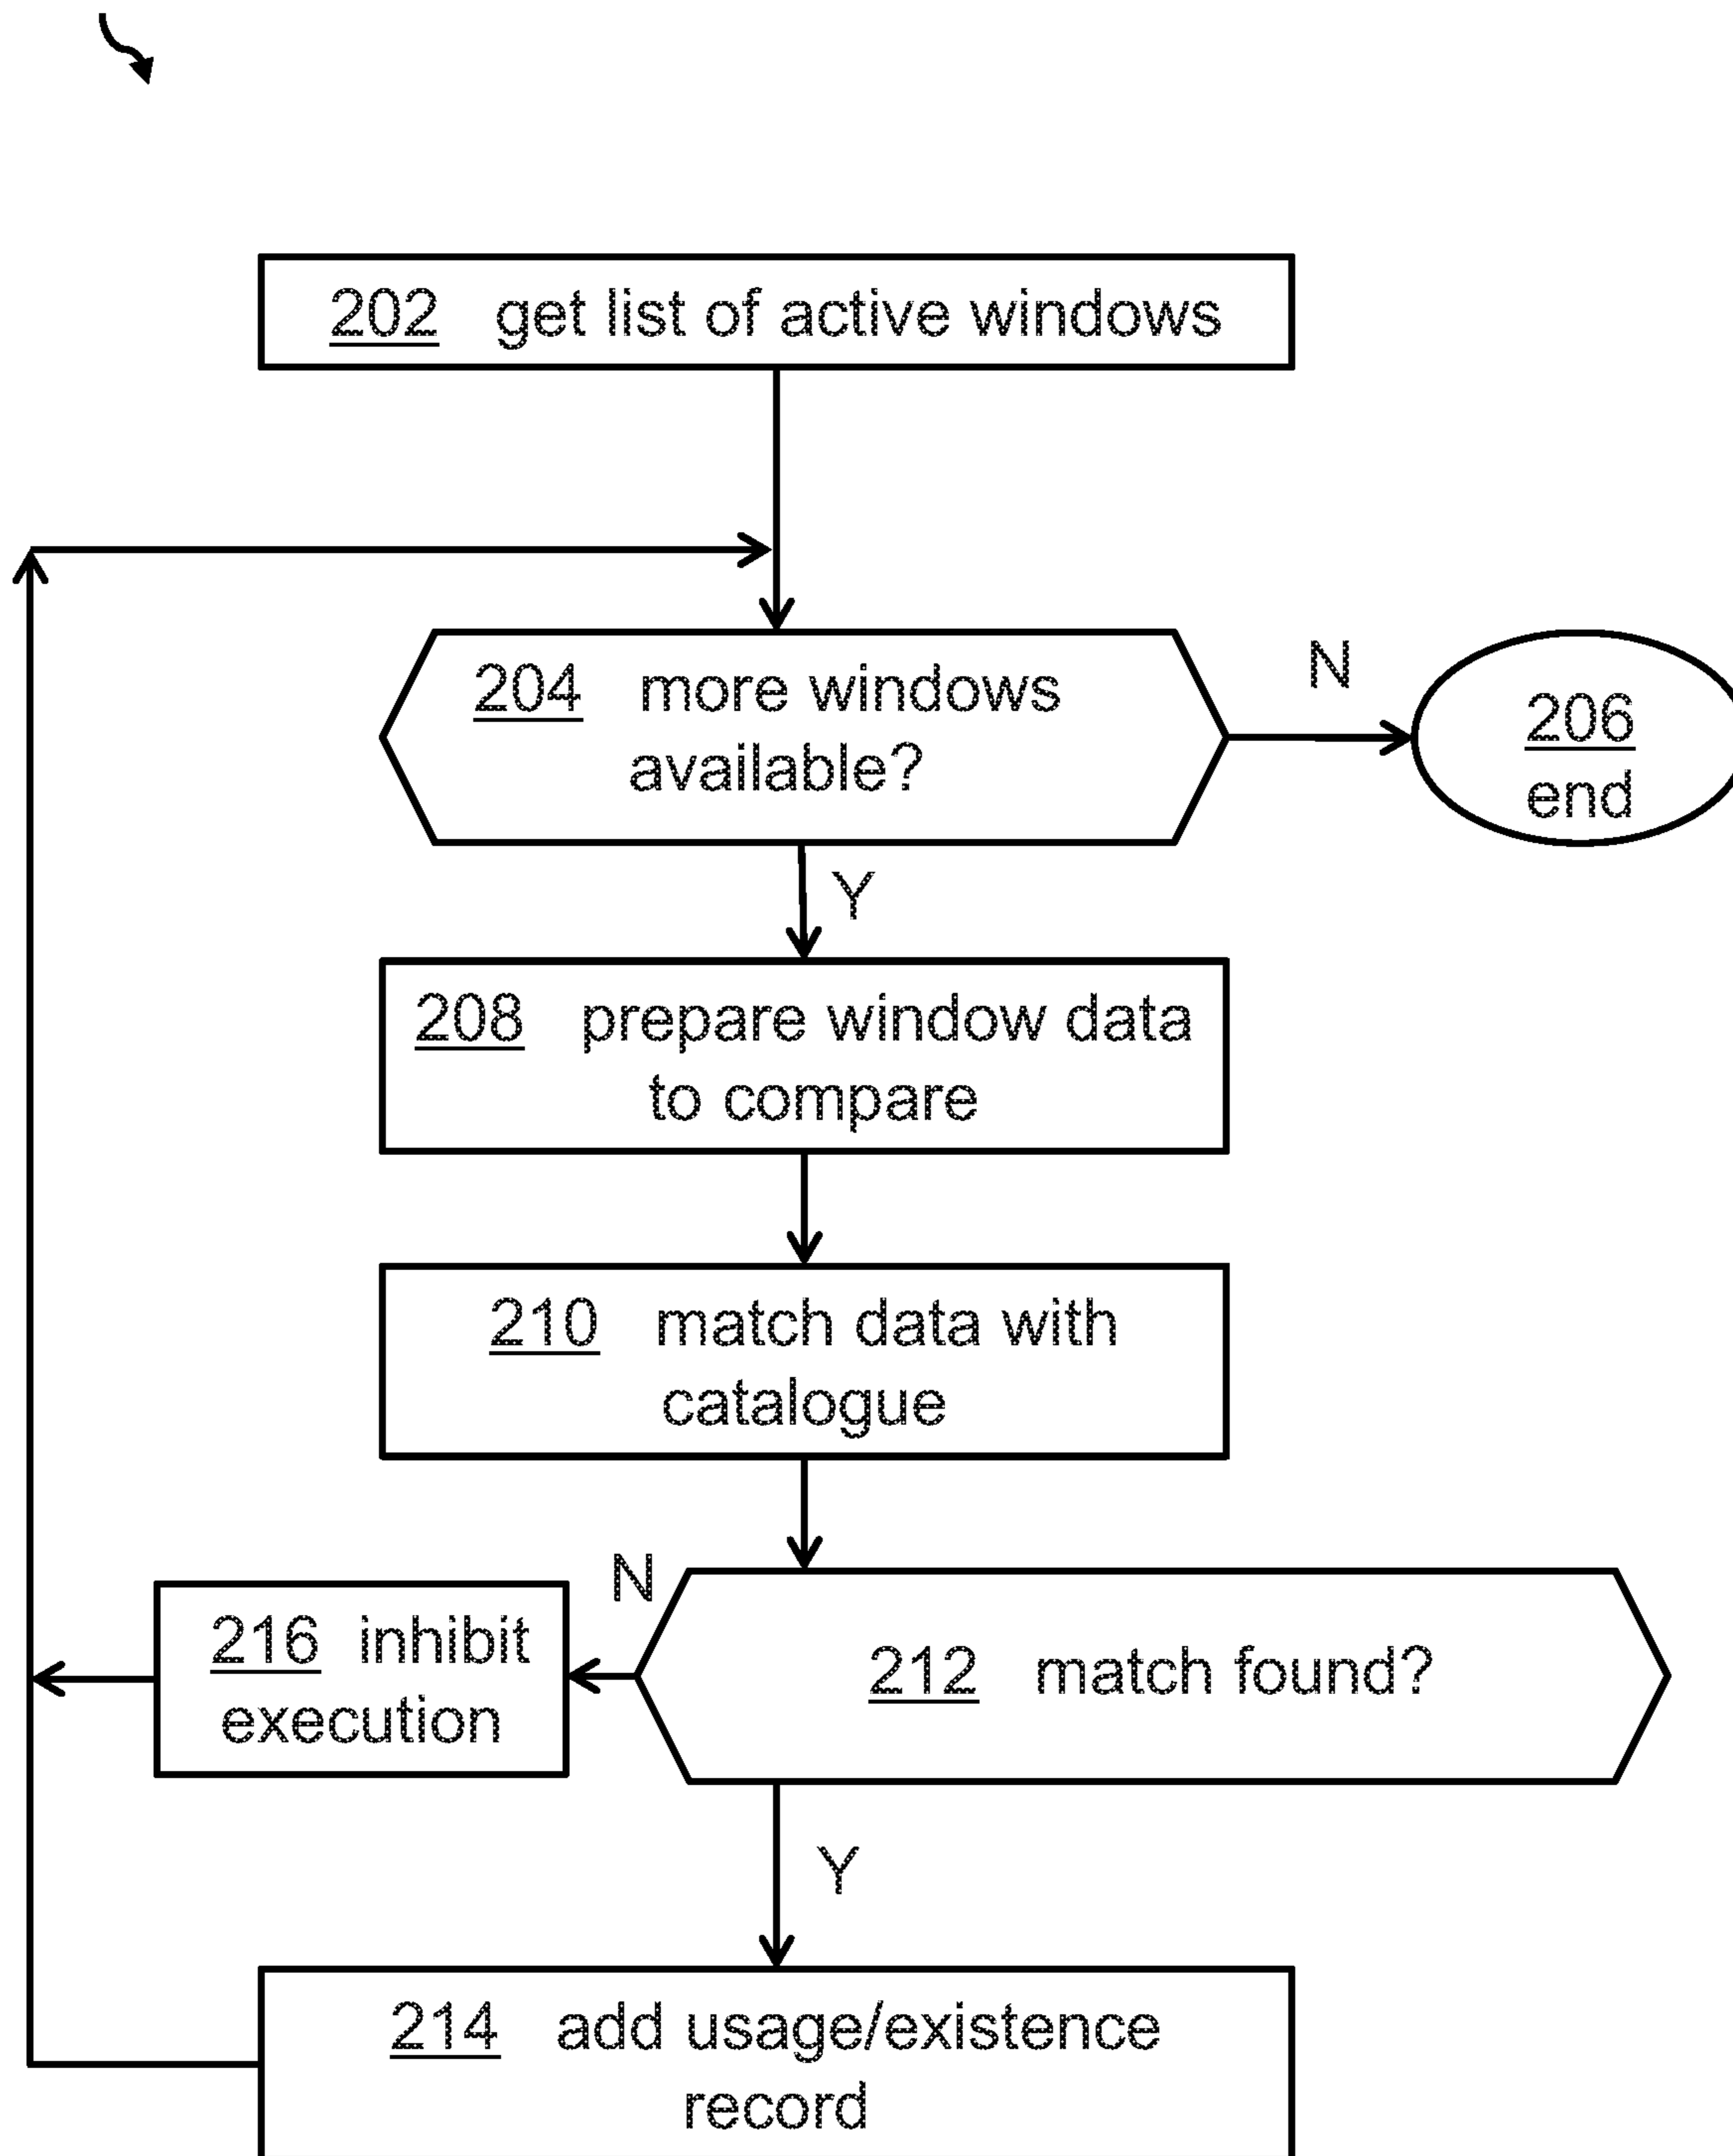 202 get list of active windows
204 more windows
available?
N
206
end
Y
208 prepare window data
to compare
210 match data with
catalogue
N
216 inhibit
execution
212 match found?
Y
214 add usage/existence
record